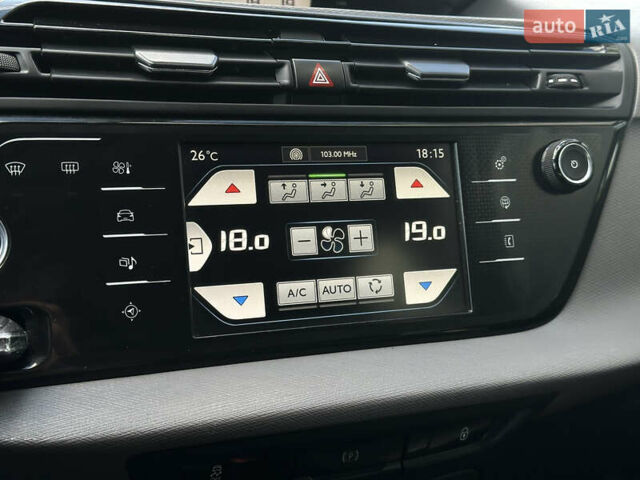 auto RIA
26°C 103.00 MHz 18:15
18.0 19.0
A/C AUTO
(P)